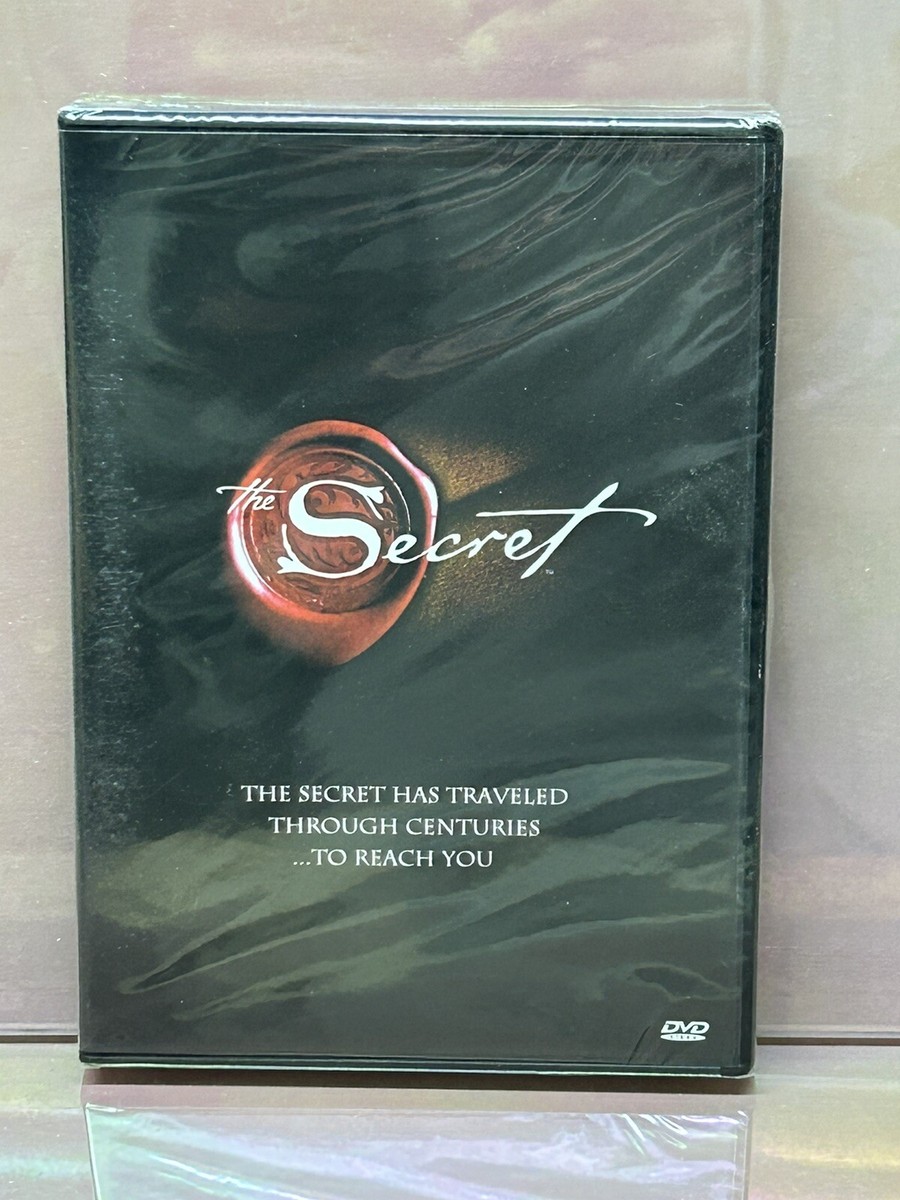 the Secret
THE SECRET HAS TRAVELED
THROUGH CENTURIES
...TO REACH YOU
DVD